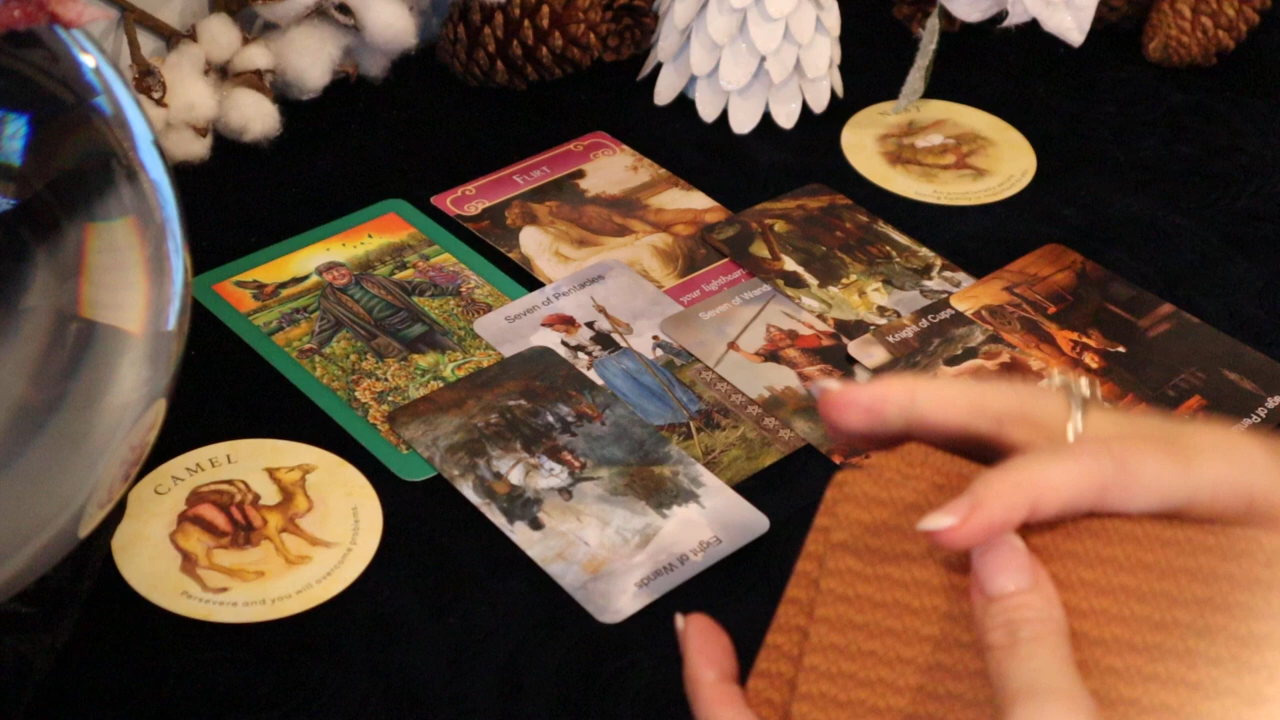 FLIRT
your lighthear
Seven of Pentacles
Seven of Wands
Knight of Cups
Eight of Wands
CAMEL
Persevere and you will overcome problems.